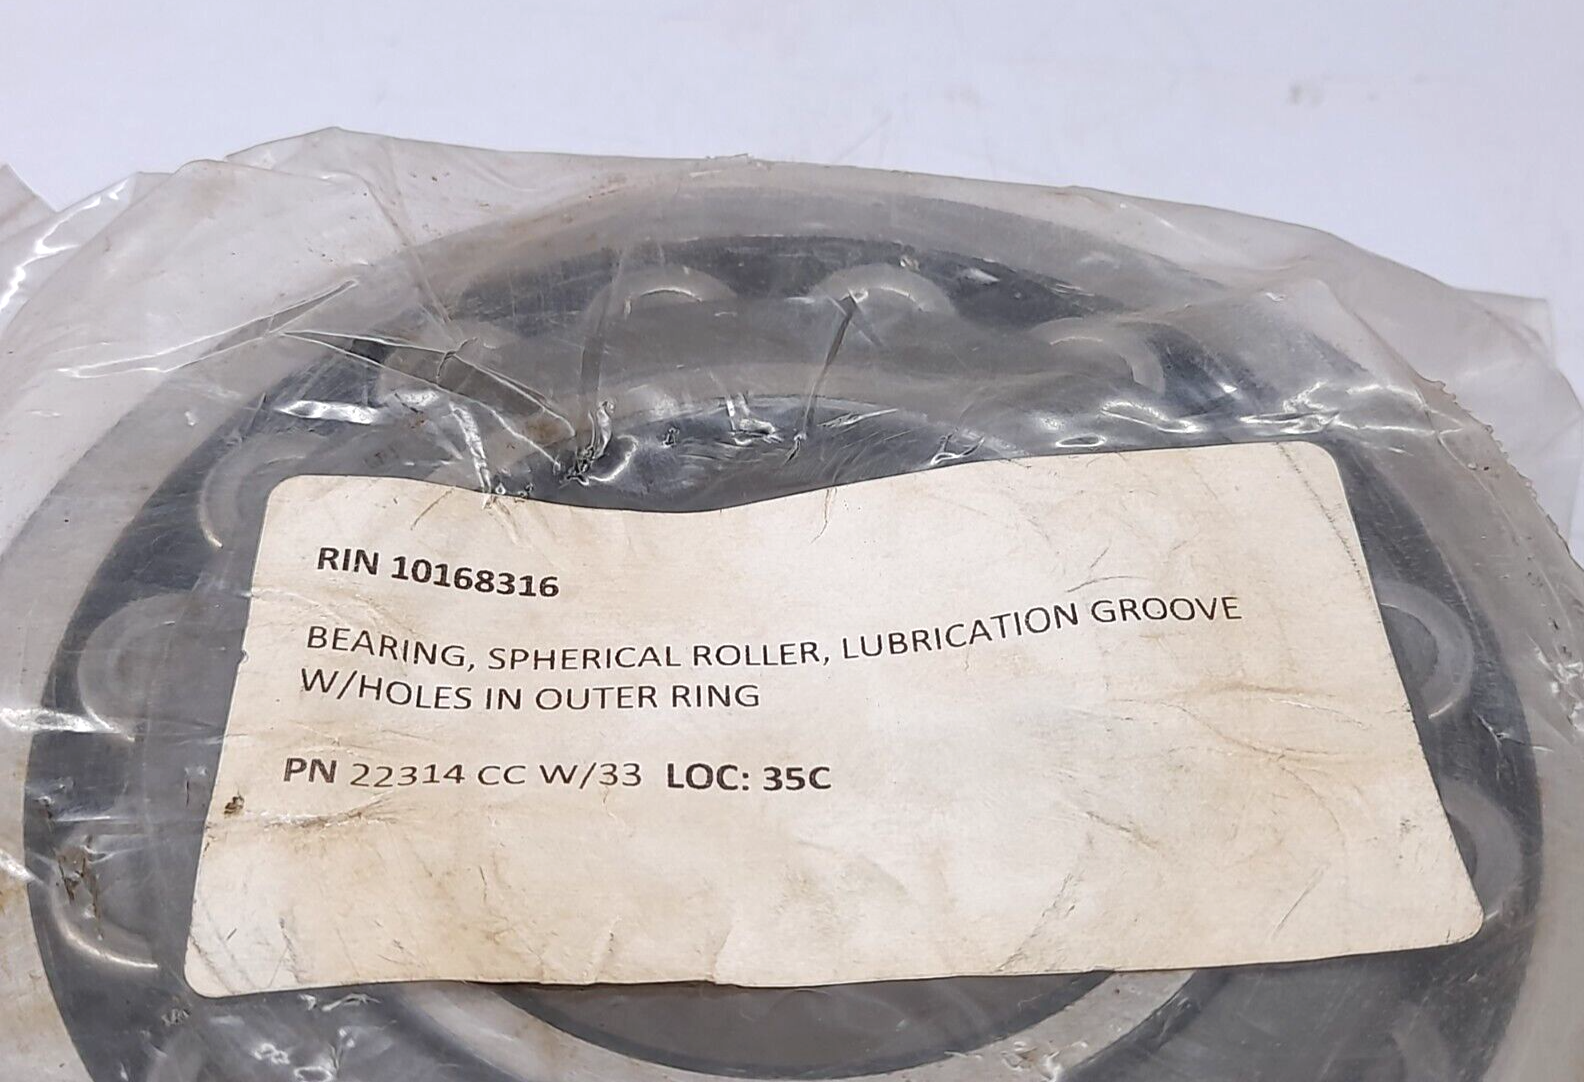 RIN 10168316
BEARING, SPHERICAL ROLLER, LUBRICATION GROOVE
W/HOLES IN OUTER RING
PN 22314 CC W/33 LOC: 35C